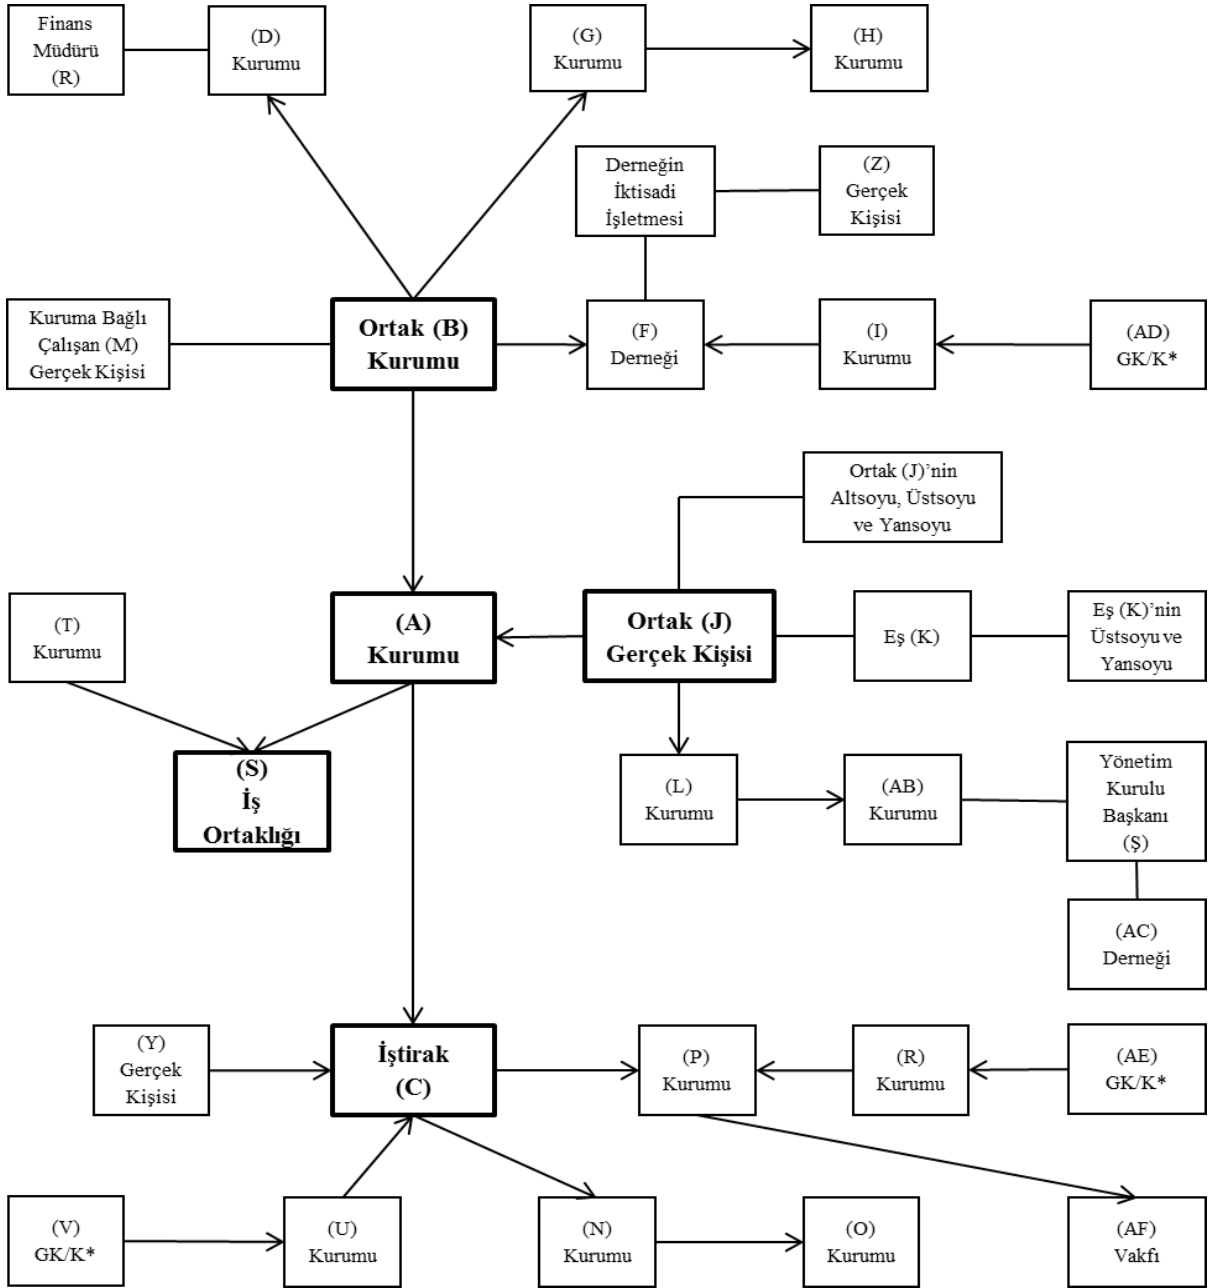 Finans
Müdürü
(R)
(D)
Kurumu
(G)
Kurumu
(H)
Kurumu
Derneğin
İktisadi
İşletmesi
(Z)
Gerçek
Kişisi
Kuruma Bağlı
Çalışan (M)
Gerçek Kişisi
Ortak (B)
Kurumu
(F)
Derneği
(I)
Kurumu
(AD)
GK/K*
Ortak (J)'nin
Altsoyu, Üstsoyu
ve Yansoyu
(T)
Kurumu
(A)
Kurumu
Ortak (J)
Gerçek Kişisi
Eş (K)
Eş (K)'nin
Üstsoyu ve
Yansoyu
(S)
İş
Ortaklığı
(L)
Kurumu
(AB)
Kurumu
Yönetim
Kurulu
Başkanı
(Ş)
(AC)
Derneği
(Y)
Gerçek
Kişisi
İştirak
(C)
(P)
Kurumu
(R)
Kurumu
(AE)
GK/K*
(V)
GK/K*
(U)
Kurumu
(N)
Kurumu
(O)
Kurumu
(AF)
Vakfı